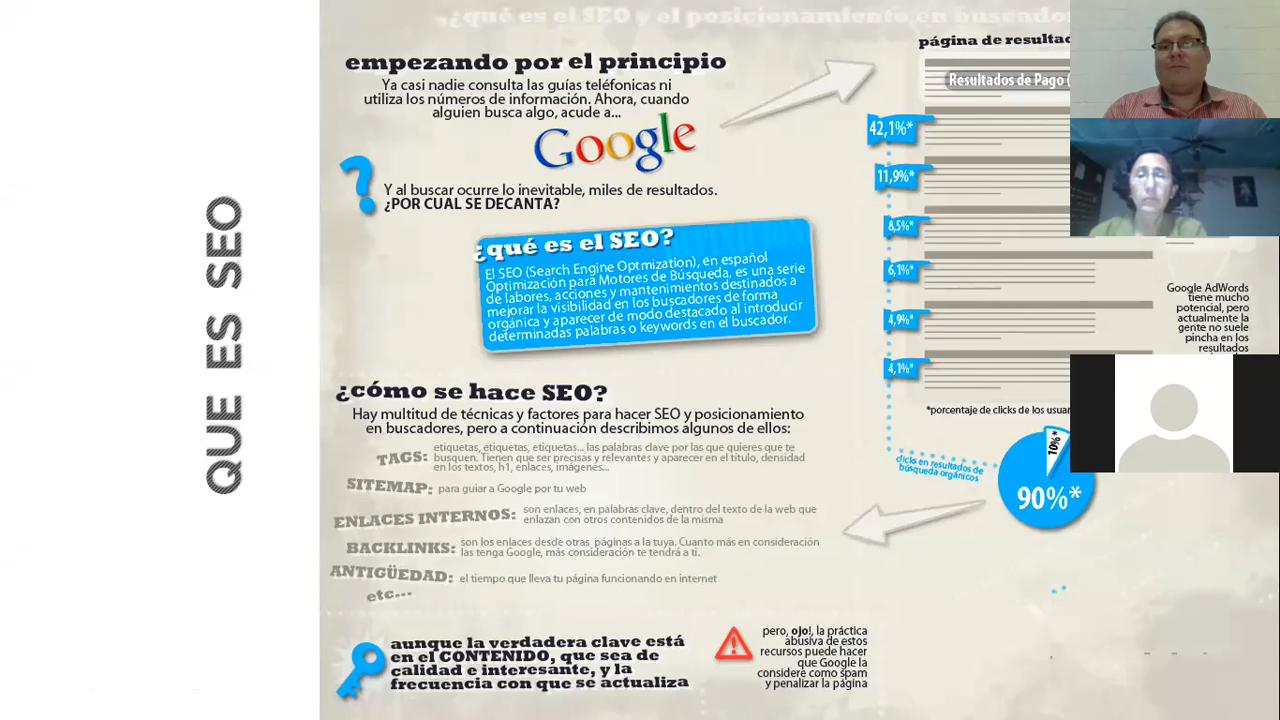 QUE ES SEO
¿qué es el SEO y el posicionamiento en buscador
empezando por el principio
Ya casi nadie consulta las guías teléfonicas ni
utiliza los números de información. Ahora, cuando
alguien busca algo, acude a...
Google
?
Y al buscar ocurre lo inevitable, miles de resultados.
¿POR CUAL SE DECANTA?
¿qué es el SEO?
El SEO (Search Engine Optmization), en español
Optimización para Motores de Búsqueda, es una serie
de labores, acciones y mantenimientos destinados a
mejorar la visibilidad en los buscadores de forma
orgánica y aparecer de modo destacado al introducir
determinadas palabras o keywords en el buscador.
¿cómo se hace SEO?
Hay multitud de técnicas y factores para hacer SEO y posicionamiento
en buscadores, pero a continuación describimos algunos de ellos:
TAGS: etiquetas, etiquetas, etiquetas... las palabras clave por las que quieres que te
busquen. Tienen que ser precisas y relevantes y aparecer en el título, densidad
en los textos, h1, enlaces, imágenes...
SITEMAP: para guiar a Google por tu web
ENLACES INTERNOS: son enlaces, en palabras clave, dentro del texto de la web que
enlazan con otros contenidos de la misma
BACKLINKS: son los enlaces desde otras páginas a la tuya. Cuanto más en consideración
las tenga Google, más consideración te tendrá a ti.
ANTIGÜEDAD: el tiempo que lleva tu página funcionando en internet
etc...
aunque la verdadera clave está
en el CONTENIDO, que sea de
calidad e interesante, y la
frecuencia con que se actualiza
pero, ojo!, la práctica
abusiva de estos
recursos puede hacer
que Google la
considere como spam
y penalizar la página
página de resultad
Resultados de Pago (
42,1%*
11,9%*
8,5%*
6,1%*
4,9%*
4,1%*
Google AdWords
tiene mucho
potencial, pero
actualmente la
gente no suele
pincha en los
resultados
*porcentaje de clicks de los usuar
clicks en resultados de
búsqueda orgánicos
10%*
90%*